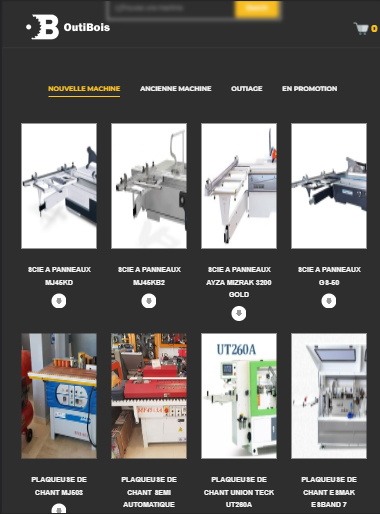 OutiBois
0
NOUVELLE MACHINE
ANCIENNE MACHINE
OUTIAGE
EN PROMOTION
SCIE A PANNEAUX
MJ45KD
SCIE A PANNEAUX
MJ45KB2
SCIE A PANNEAUX
AYZA MIZRAK 3200
GOLD
SCIE A PANNEAUX
GS-50
UT260A
PLAQUEUSE DE
CHANT MJ503
PLAQUEUSE DE
CHANT SEMI
AUTOMATIQUE
PLAQUEUSE DE
CHANT UNION TECK
UT260A
PLAQUEUSE DE
CHANT ESMAK
ESBAND 7